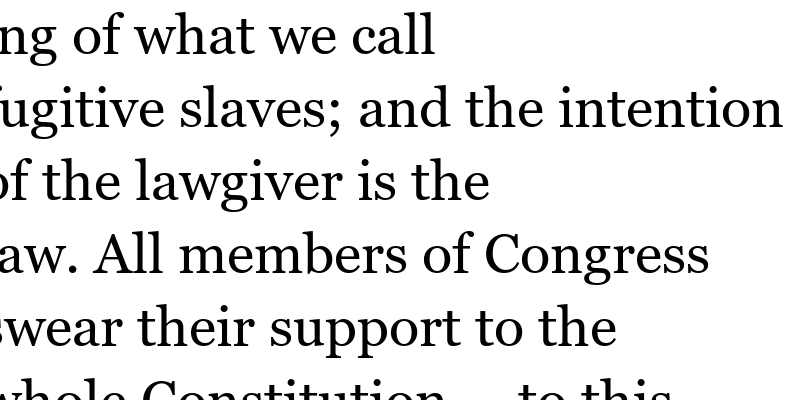 ng of what we call
fugitive slaves; and the intention
of the lawgiver is the
aw. All members of Congress
swear their support to the
whole Constitution to this